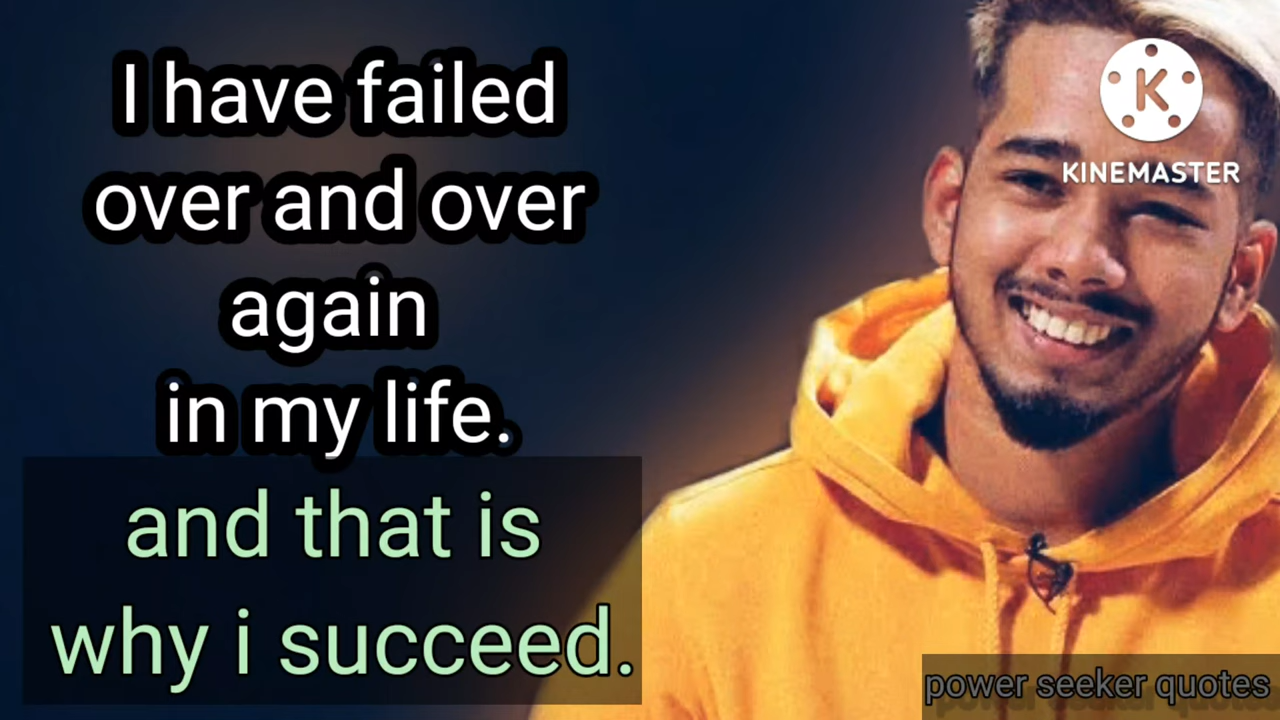 I have failed
over and over
again
in my life.
and that is
why i succeed.
K
KINEMASTER
power seeker quotes